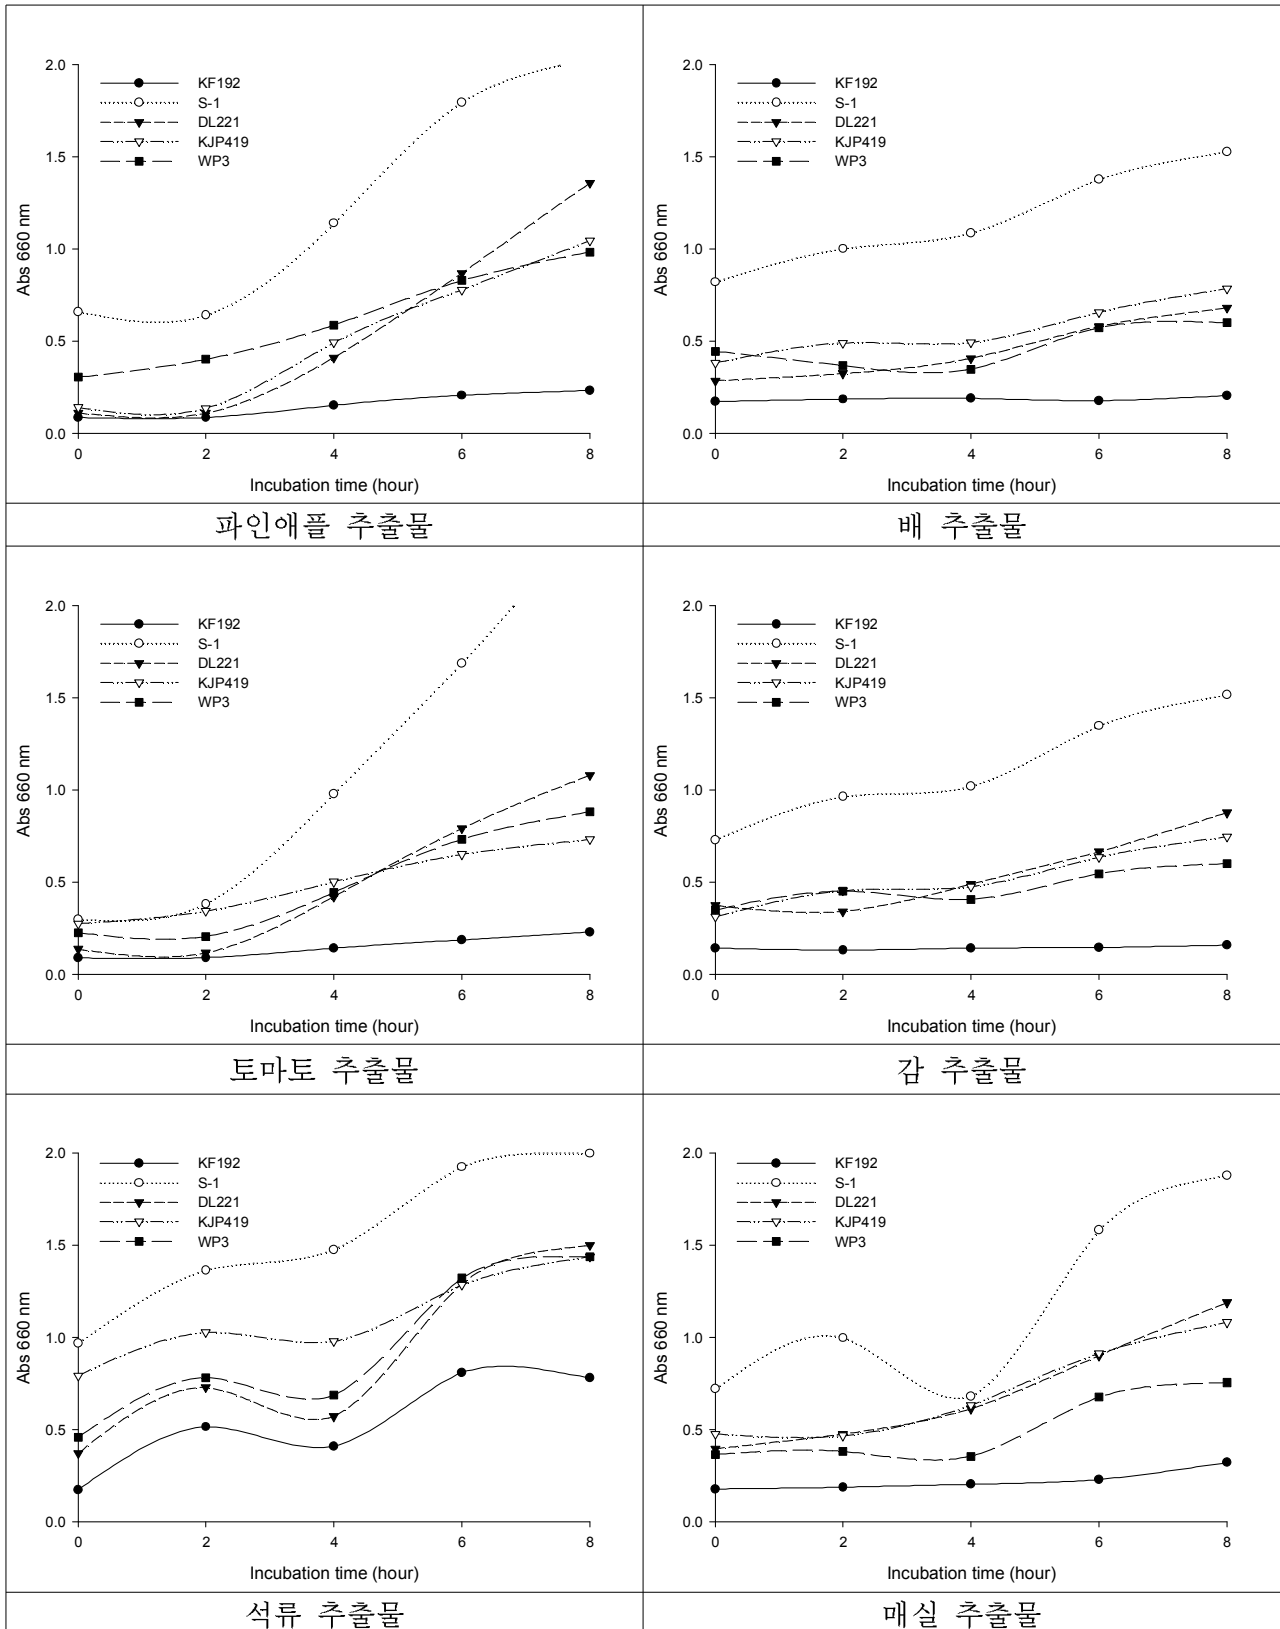 2.0
1.5
1.0
0.5
0.0
Abs 660 nm
KF192
S-1
DL221
KJP419
WP3
0 2 4 6 8
Incubation time (hour)
파인애플 추출물
2.0
1.5
1.0
0.5
0.0
Abs 660 nm
KF192
S-1
DL221
KJP419
WP3
0 2 4 6 8
Incubation time (hour)
배 추출물
2.0
1.5
1.0
0.5
0.0
Abs 660 nm
KF192
S-1
DL221
KJP419
WP3
0 2 4 6 8
Incubation time (hour)
토마토 추출물
2.0
1.5
1.0
0.5
0.0
Abs 660 nm
KF192
S-1
DL221
KJP419
WP3
0 2 4 6 8
Incubation time (hour)
감 추출물
2.0
1.5
1.0
0.5
0.0
Abs 660 nm
KF192
S-1
DL221
KJP419
WP3
0 2 4 6 8
Incubation time (hour)
석류 추출물
2.0
1.5
1.0
0.5
0.0
Abs 660 nm
KF192
S-1
DL221
KJP419
WP3
0 2 4 6 8
Incubation time (hour)
매실 추출물